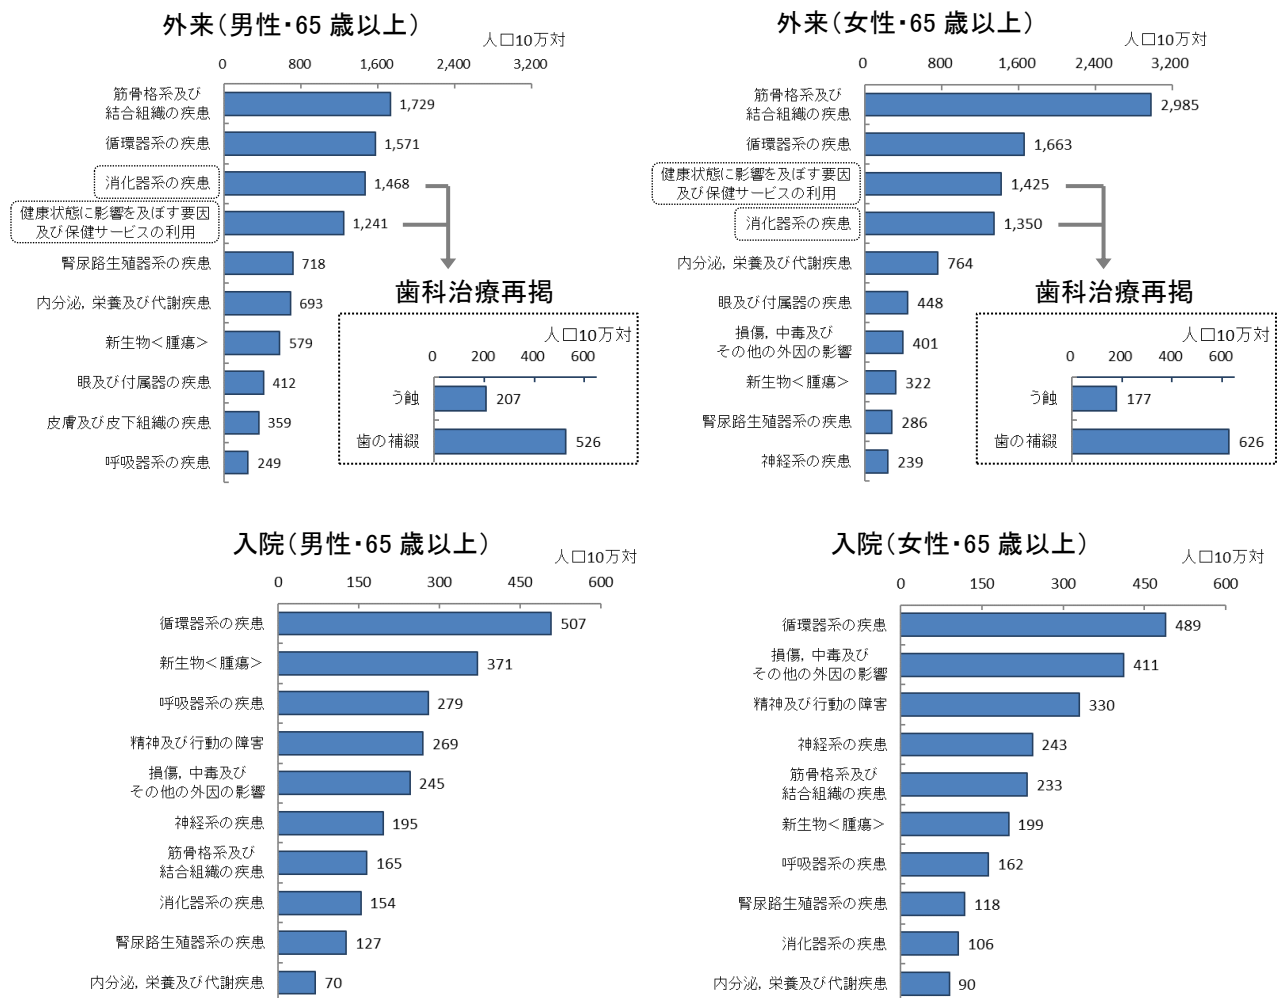 外来（男性・65 歳以上）
人口10万対
0 800 1,600 2,400 3,200
筋骨格系及び
結合組織の疾患
1,729
循環器系の疾患 1,571
消化器系の疾患 1,468
健康状態に影響を及ぼす要因
及び保健サービスの利用
1,241
腎尿路生殖器系の疾患 718
内分泌, 栄養及び代謝疾患 693
新生物＜腫瘍＞ 579
眼及び付属器の疾患 412
皮膚及び皮下組織の疾患 359
呼吸器系の疾患 249
歯科治療再掲
人口10万対
0 200 400 600
う蝕 207
歯の補綴 526
外来（女性・65 歳以上）
人口10万対
0 800 1,600 2,400 3,200
筋骨格系及び
結合組織の疾患
2,985
循環器系の疾患 1,663
健康状態に影響を及ぼす要因
及び保健サービスの利用
1,425
消化器系の疾患 1,350
内分泌, 栄養及び代謝疾患 764
眼及び付属器の疾患 448
損傷, 中毒及び
その他の外因の影響
401
新生物＜腫瘍＞ 322
腎尿路生殖器系の疾患 286
神経系の疾患 239
歯科治療再掲
人口10万対
0 200 400 600
う蝕 177
歯の補綴 626
入院（男性・65 歳以上）
人口10万対
0 150 300 450 600
循環器系の疾患 507
新生物＜腫瘍＞ 371
呼吸器系の疾患 279
精神及び行動の障害 269
損傷, 中毒及び
その他の外因の影響
245
神経系の疾患 195
筋骨格系及び
結合組織の疾患
165
消化器系の疾患 154
腎尿路生殖器系の疾患 127
内分泌, 栄養及び代謝疾患 70
入院（女性・65 歳以上）
人口10万対
0 150 300 450 600
循環器系の疾患 489
損傷, 中毒及び
その他の外因の影響
411
精神及び行動の障害 330
神経系の疾患 243
筋骨格系及び
結合組織の疾患
233
新生物＜腫瘍＞ 199
呼吸器系の疾患 162
腎尿路生殖器系の疾患 118
消化器系の疾患 106
内分泌, 栄養及び代謝疾患 90